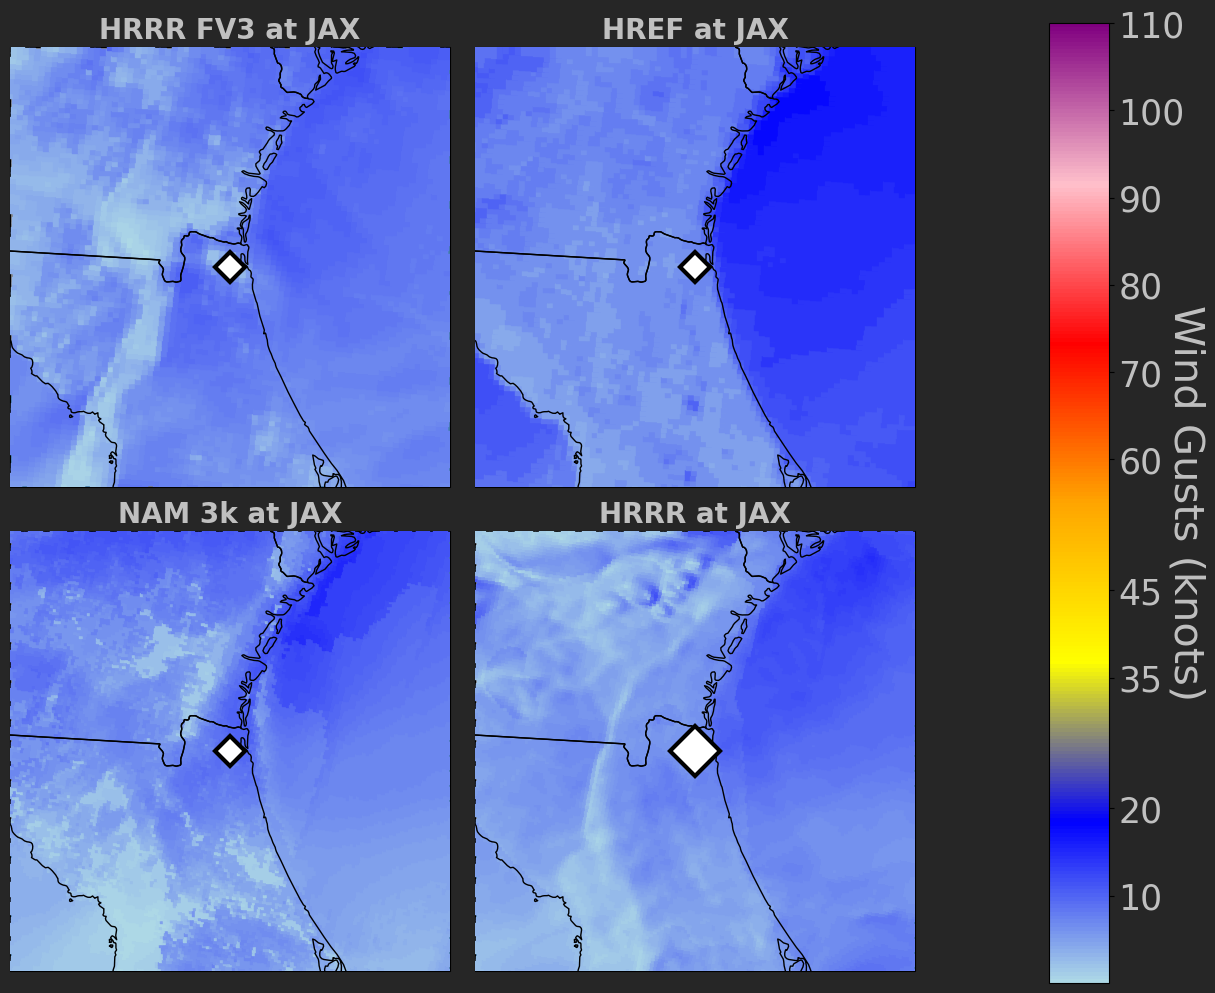 HRRR FV3 at JAX
HREF at JAX
NAM 3k at JAX
HRRR at JAX
110
100
90
80
70
60
45
35
20
10
Wind Gusts (knots)